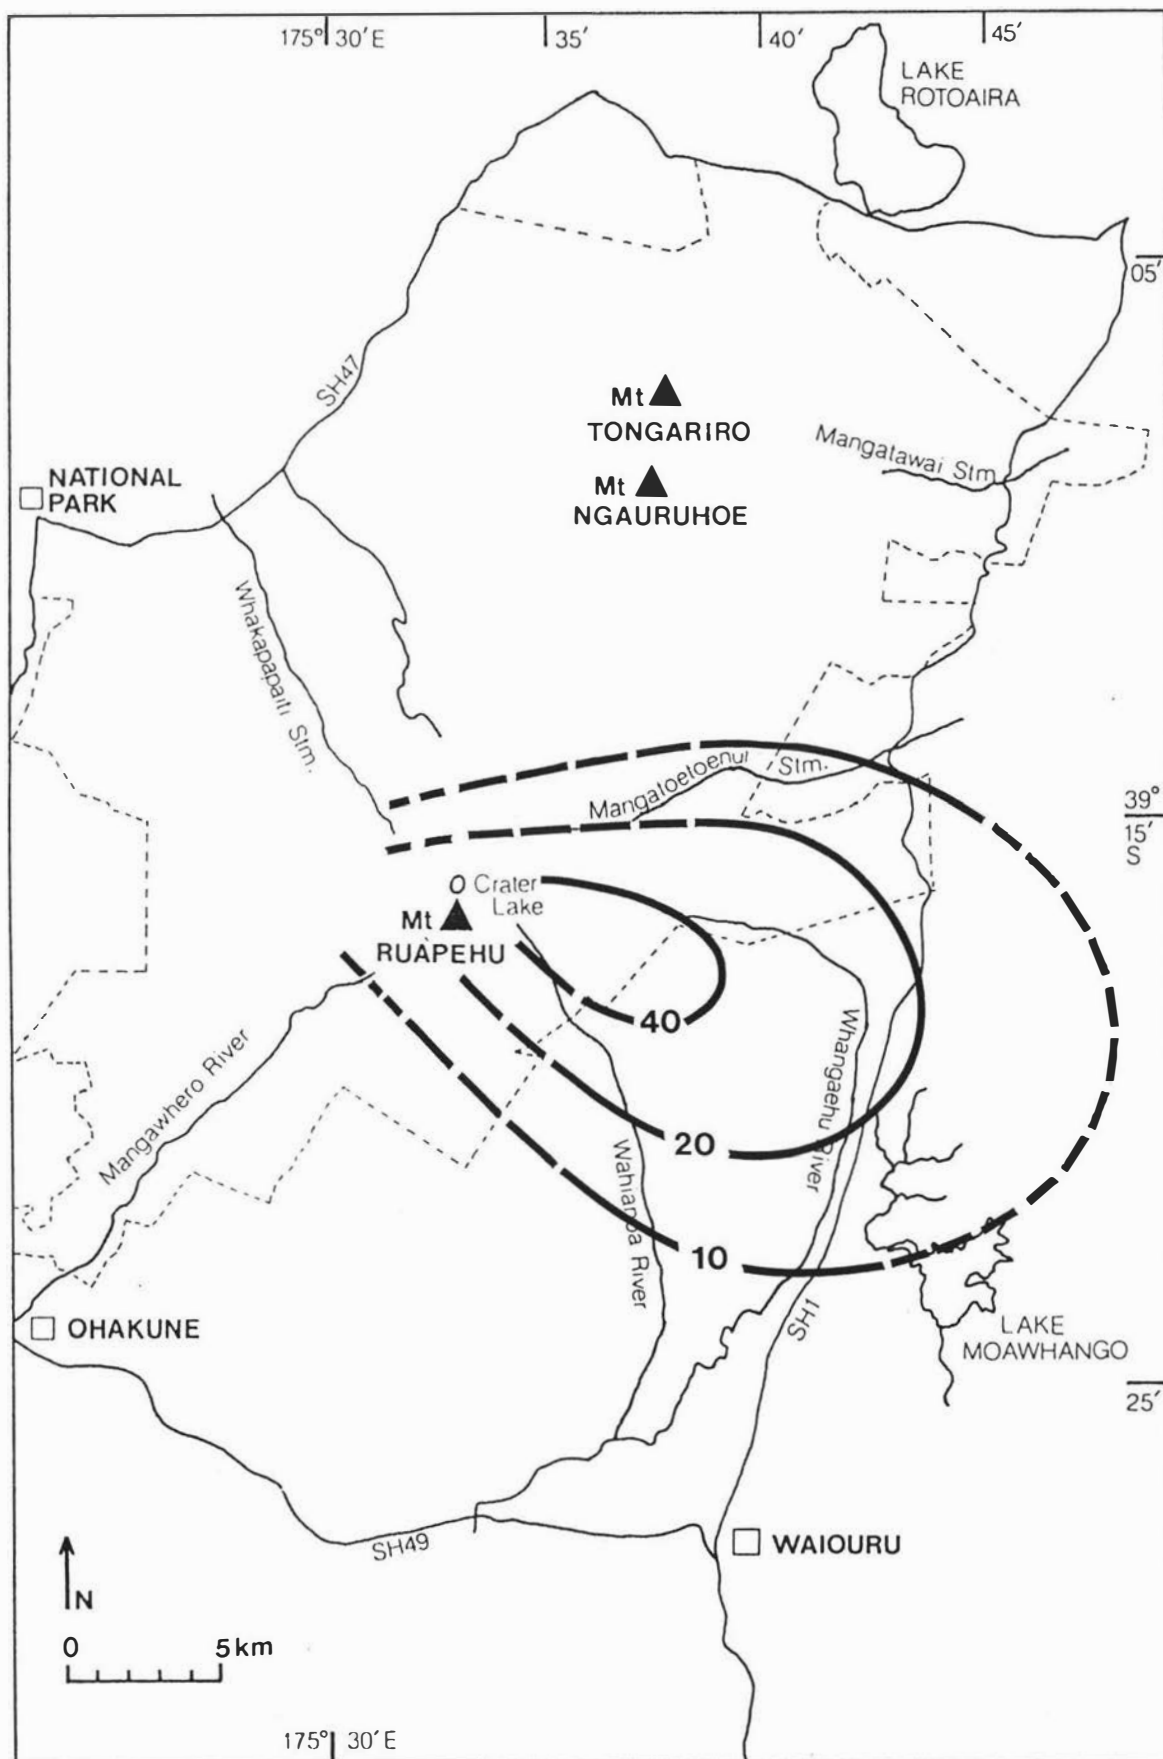 175° 30′ E
35′
40′
45′
LAKE
ROTOAIRA
05′
SH47
Mt
TONGARIRO
Mangatawai Stm
NATIONAL
PARK
Mt
NGAURUHOE
Whakapapaiti Stm.
Mangatoetoenui Stm.
39°
15′
S
O Crater
Lake
Mt
RUAPEHU
40
Whangaehu River
Mangawhero River
20
Wahianoa River
10
OHAKUNE
SH1
LAKE
MOAWHANGO
25′
SH49
WAIOURU
N
0 5km
175° 30′ E